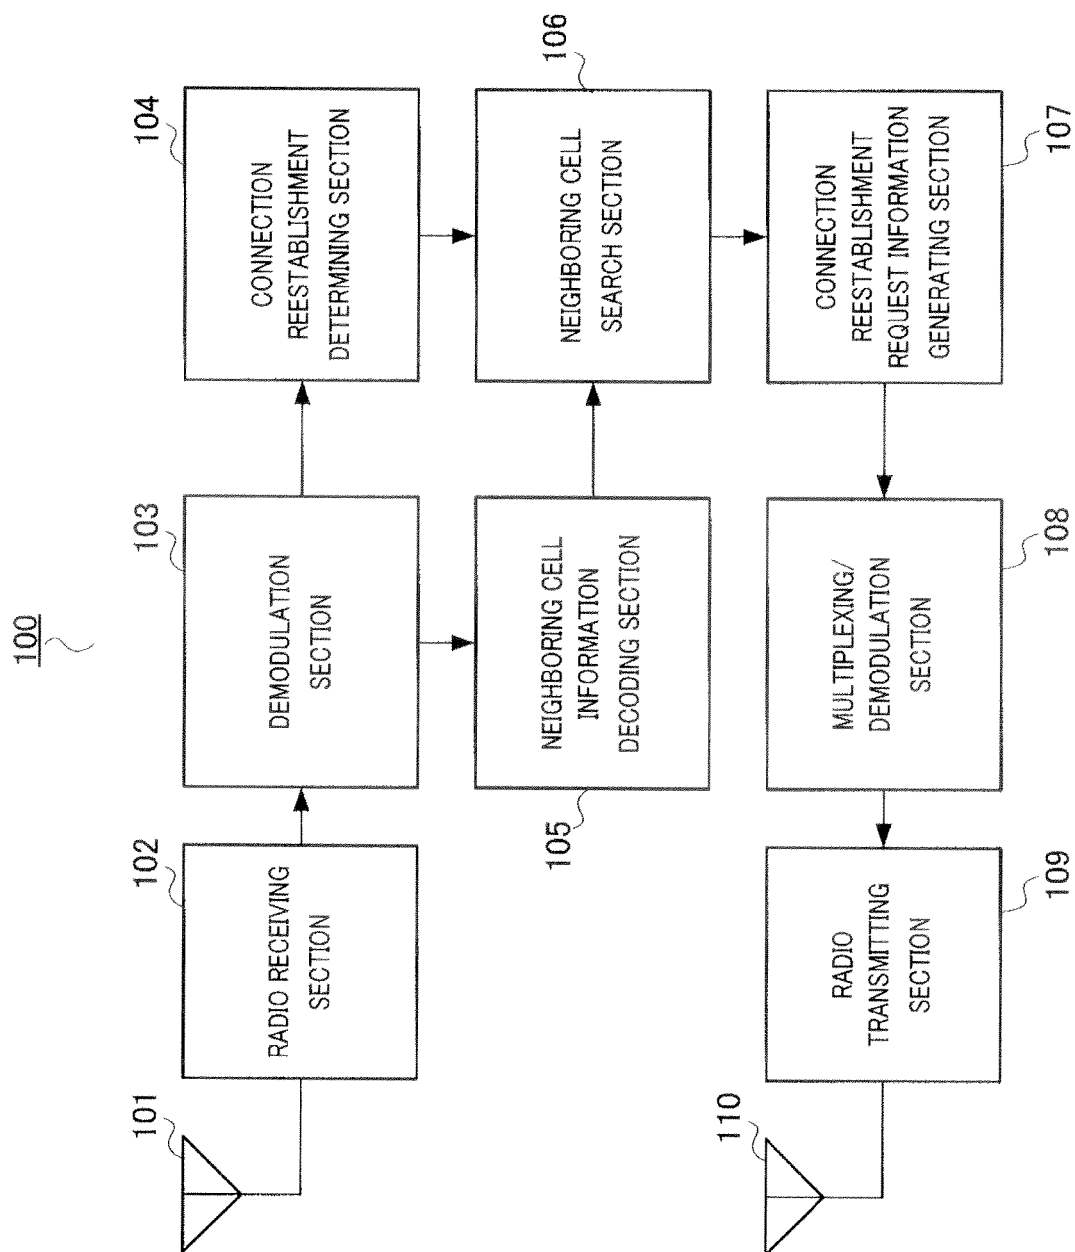 100
101
102
RADIO RECEIVING
SECTION
103
DEMODULATION
SECTION
104
CONNECTION
REESTABLISHMENT
DETERMINING SECTION
105
NEIGHBORING CELL
INFORMATION
DECODING SECTION
106
NEIGHBORING CELL
SEARCH SECTION
110
109
RADIO
TRANSMITTING
SECTION
108
MULTIPLEXING/
DEMODULATION
SECTION
107
CONNECTION
REESTABLISHMENT
REQUEST INFORMATION
GENERATING SECTION